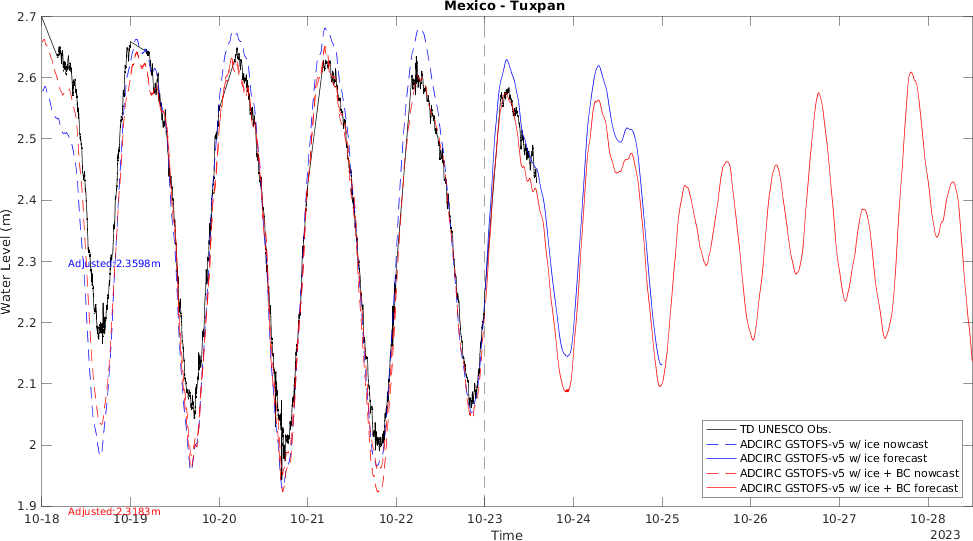 Mexico - Tuxpan
2.7
2.6
2.5
2.4
2.3
2.2
2.1
2
1.9
Water Level (m)
Adjusted:2.3598m
Adjusted:2.3183m
TD UNESCO Obs.
ADCIRC GSTOFS-v5 w/ ice nowcast
ADCIRC GSTOFS-v5 w/ ice forecast
ADCIRC GSTOFS-v5 w/ ice + BC nowcast
ADCIRC GSTOFS-v5 w/ ice + BC forecast
10-18 10-19 10-20 10-21 10-22 10-23 10-24 10-25 10-26 10-27 10-28
Time
2023